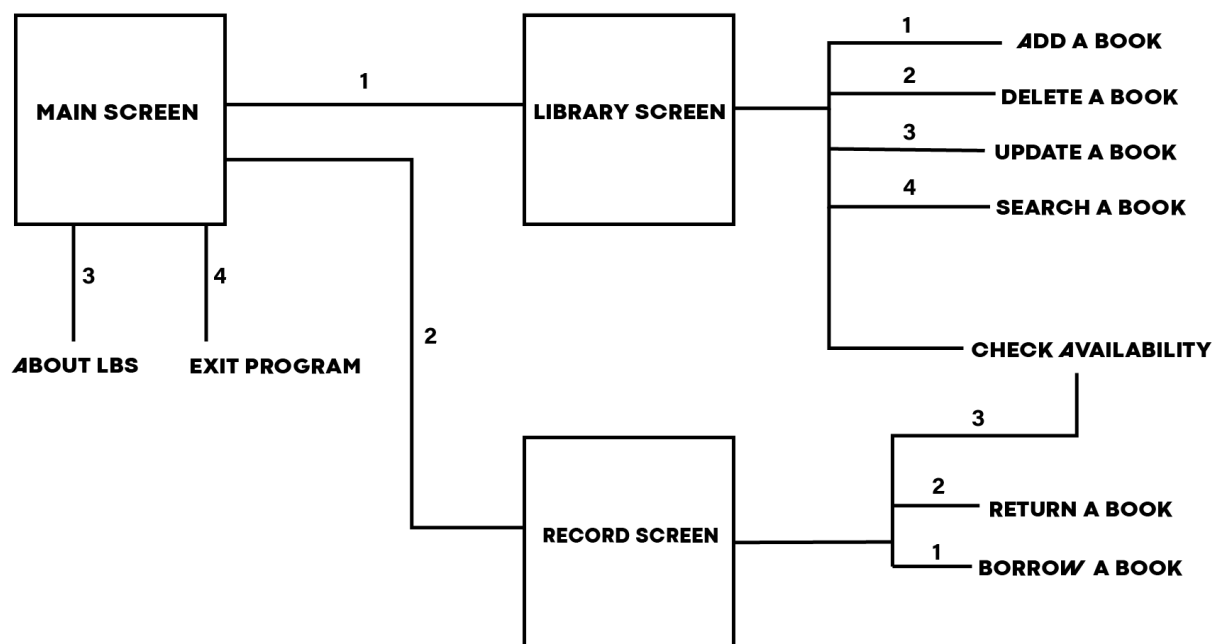 1
ADD A BOOK
2
DELETE A BOOK
1
MAIN SCREEN
LIBRARY SCREEN
3
UPDATE A BOOK
4
SEARCH A BOOK
3
4
2
ABOUT LBS
EXIT PROGRAM
CHECK AVAILABILITY
3
2
RETURN A BOOK
RECORD SCREEN
1
BORROW A BOOK